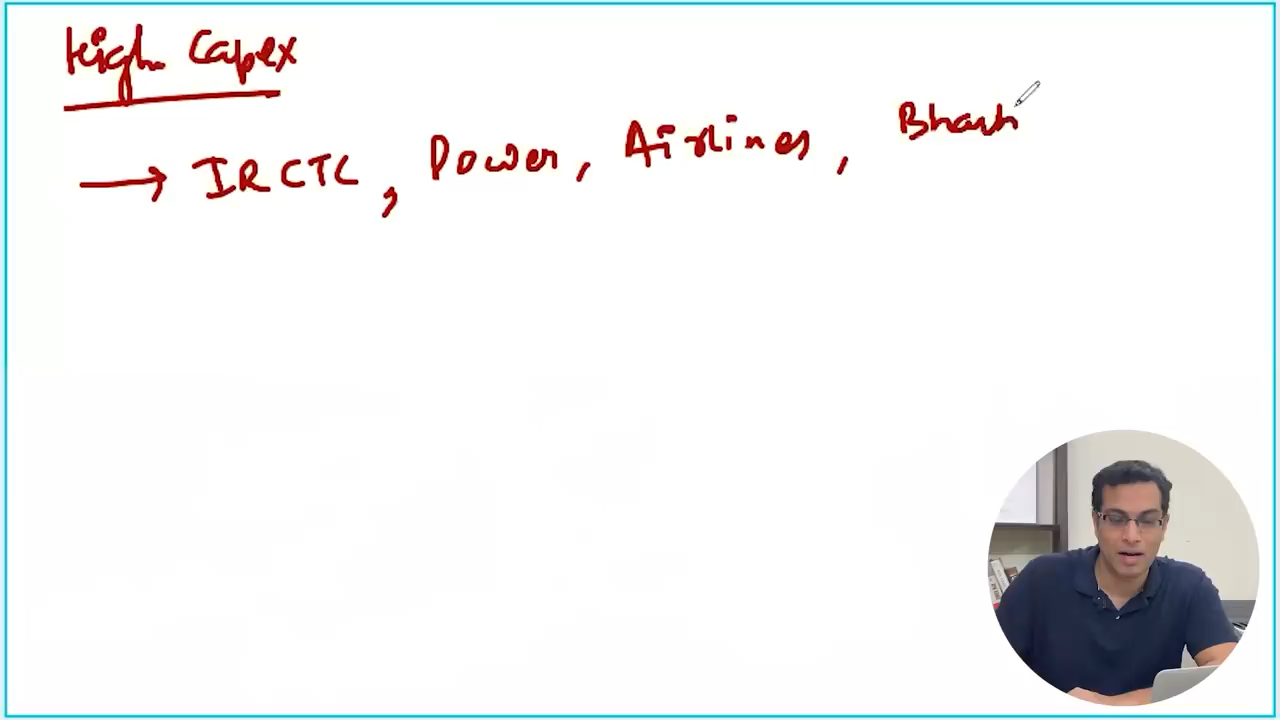 High Capex
→ IRCTC, Power, Airlines, Bharti